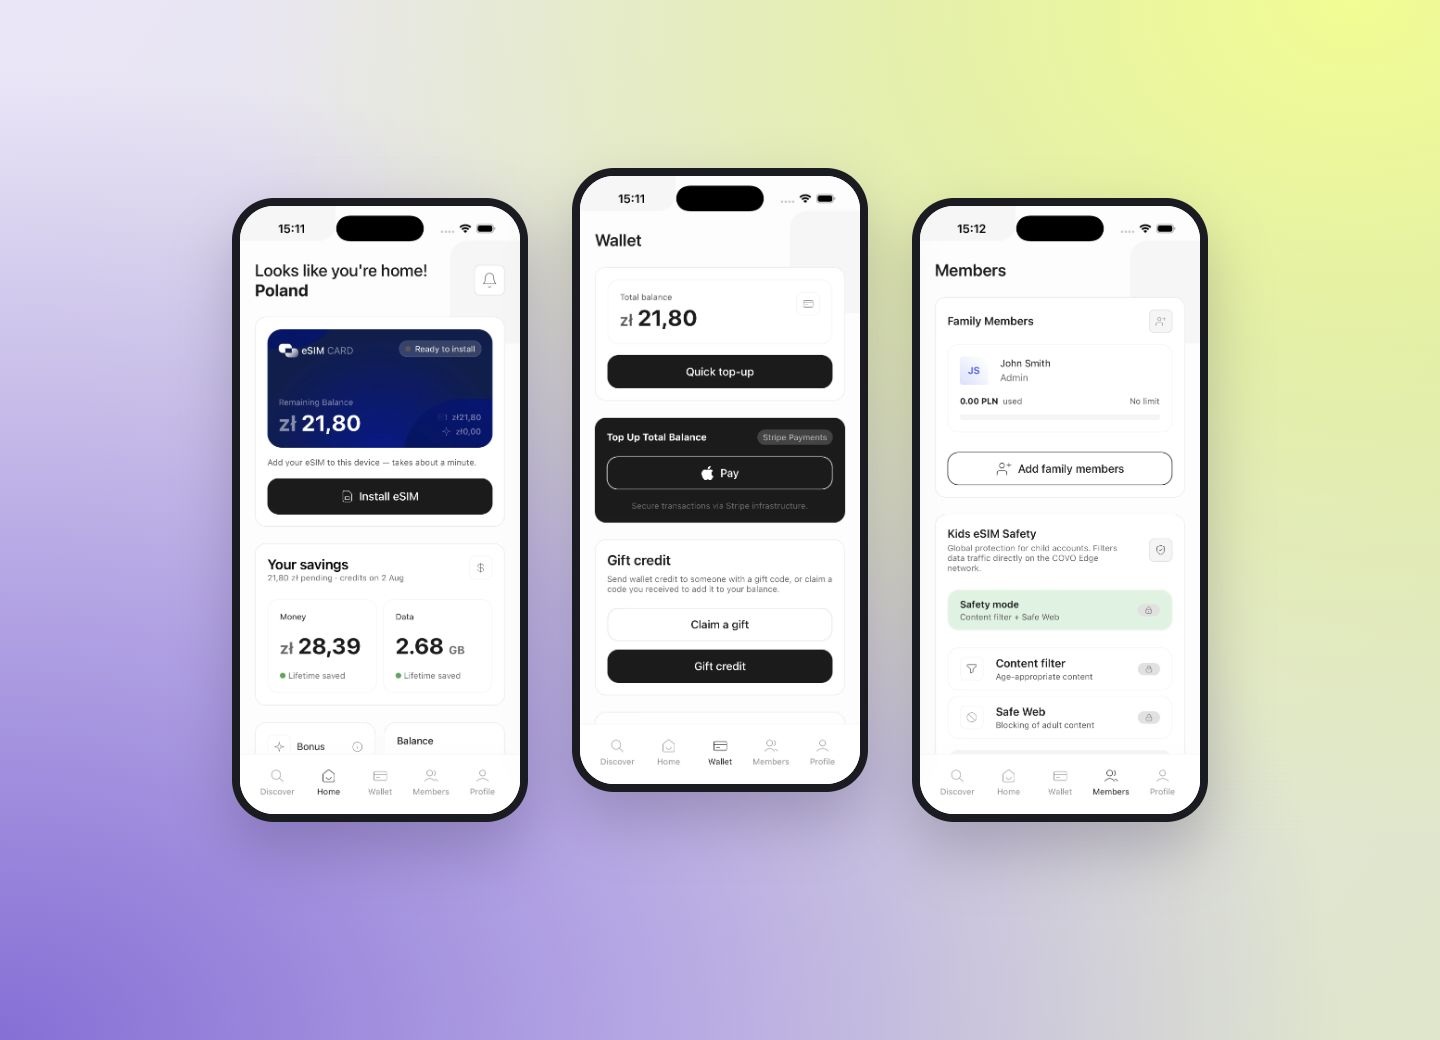 15:11
Looks like you're home!
Poland
eSIM CARD
Ready to install
Remaining Balance
zł 21,80
zł21,80
zł0,00
Add your eSIM to this device — takes about a minute.
Install eSIM
Your savings
21,80 zł pending · credits on 2 Aug
Money
zł 28,39
Lifetime saved
Data
2.68 GB
Lifetime saved
Bonus
Balance
Discover
Home
Wallet
Members
Profile
15:11
Wallet
Total balance
zł 21,80
Quick top-up
Top Up Total Balance
Stripe Payments
Pay
Secure transactions via Stripe infrastructure.
Gift credit
Send wallet credit to someone with a gift code, or claim a
code you received to add it to your balance.
Claim a gift
Gift credit
Discover
Home
Wallet
Members
Profile
15:12
Members
Family Members
JS
John Smith
Admin
0.00 PLN used
No limit
Add family members
Kids eSIM Safety
Global protection for child accounts. Filters
data traffic directly on the COVO Edge
network.
Safety mode
Content filter + Safe Web
Content filter
Age-appropriate content
Safe Web
Blocking of adult content
Discover
Home
Wallet
Members
Profile